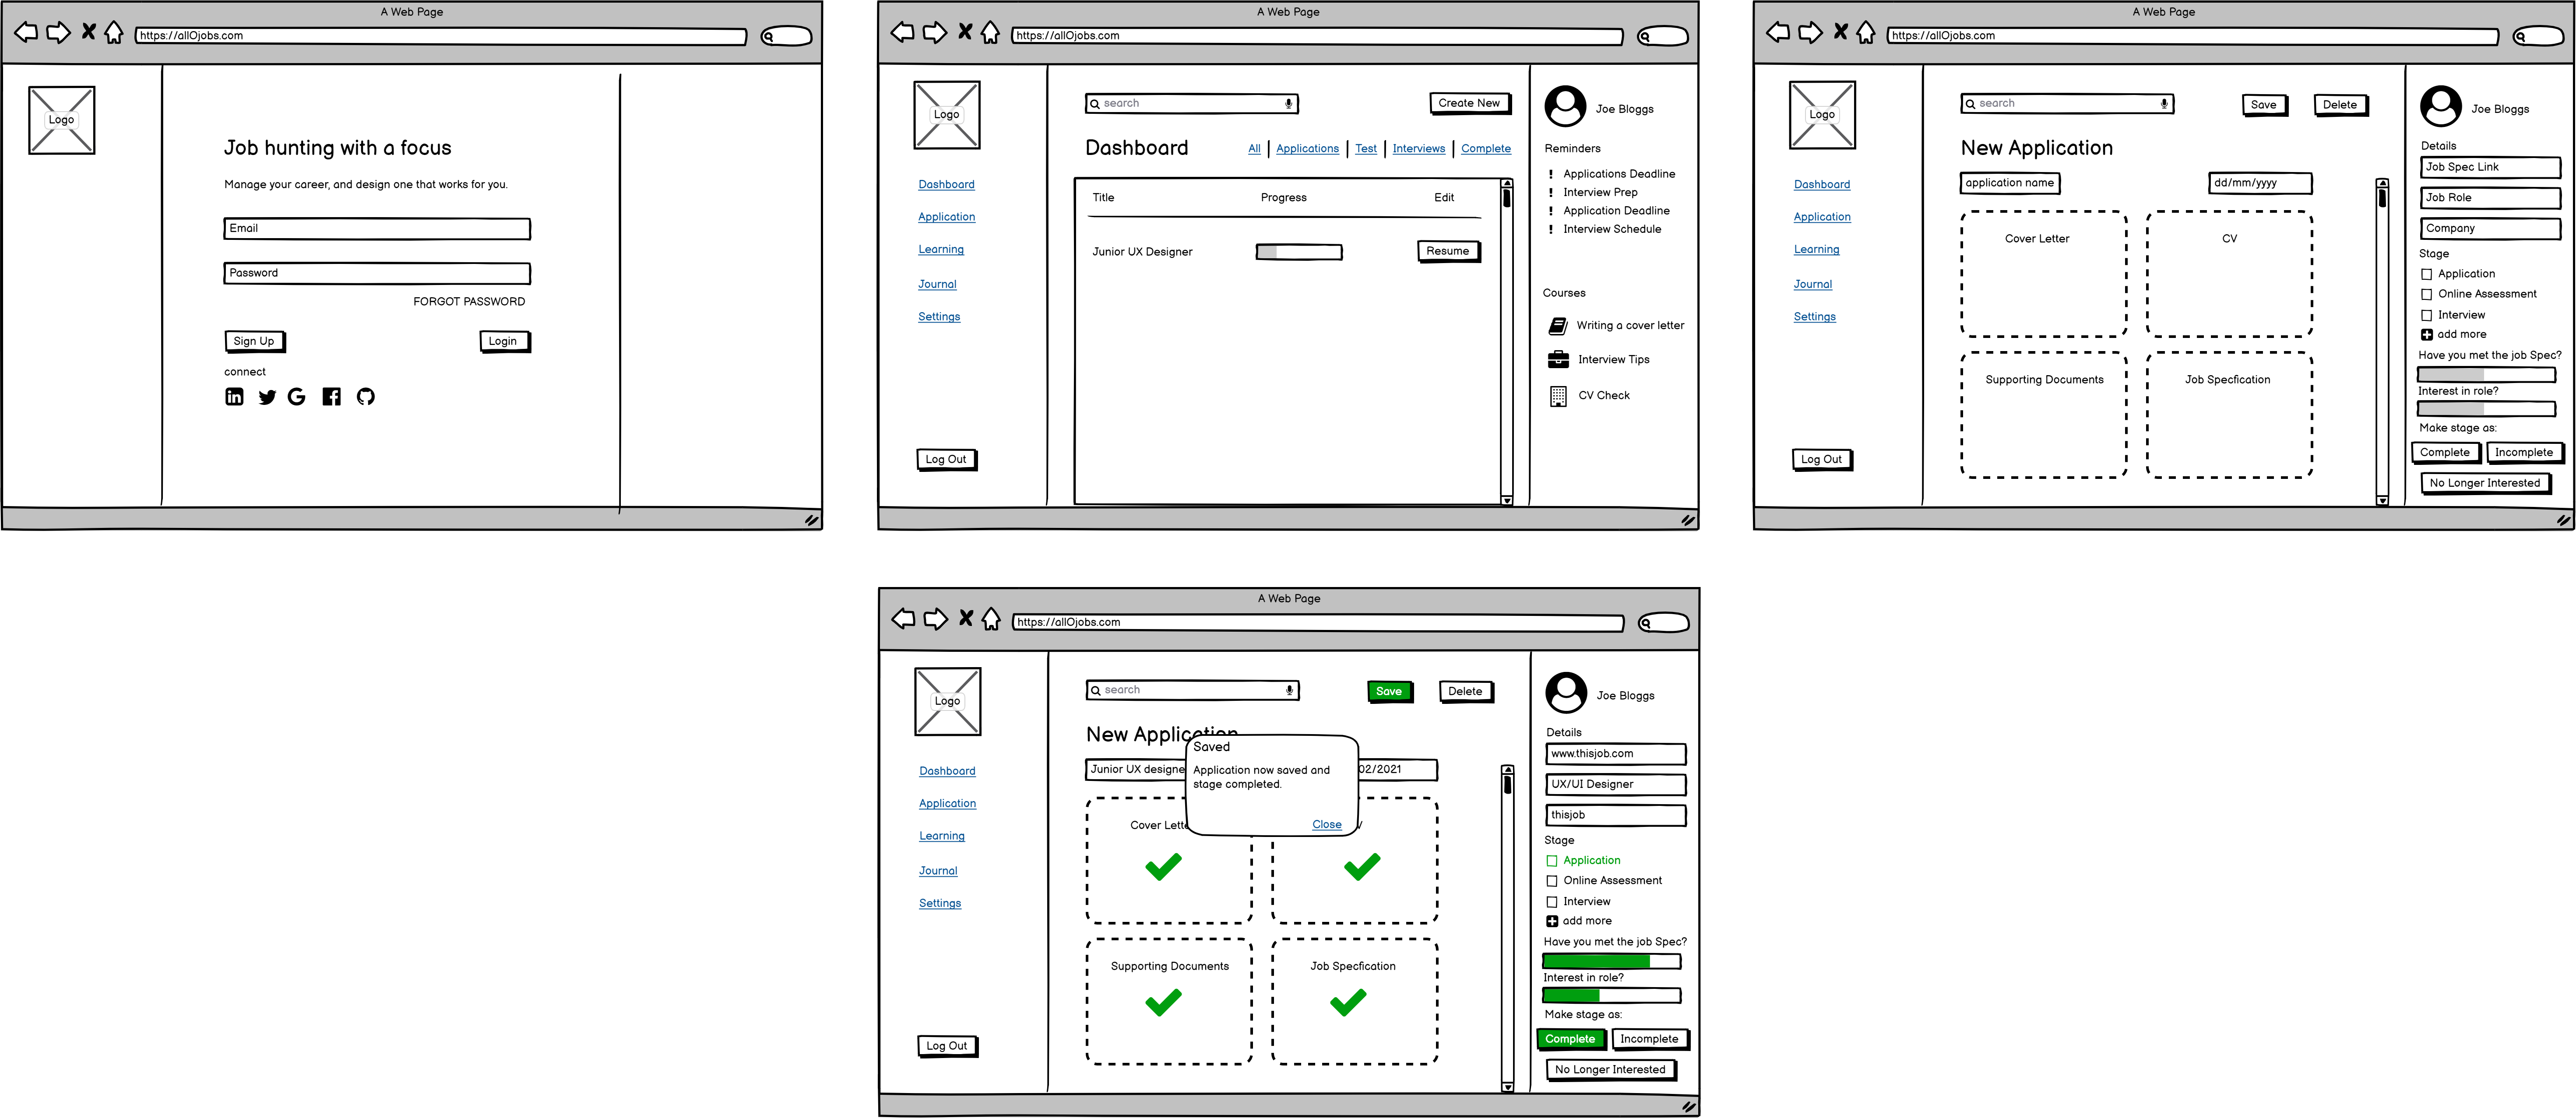 A Web Page
https://allOjobs.com
Logo
Job hunting with a focus
Manage your career, and design one that works for you.
Email
Password
FORGOT PASSWORD
Sign Up
Login
connect
A Web Page
https://allOjobs.com
Logo
Dashboard
Application
Learning
Journal
Settings
Log Out
search
Create New
Dashboard
All | Applications | Test | Interviews | Complete
Title Progress Edit
Junior UX Designer Resume
Joe Bloggs
Reminders
! Applications Deadline
! Interview Prep
! Application Deadline
! Interview Schedule
Courses
Writing a cover letter
Interview Tips
CV Check
A Web Page
https://allOjobs.com
Logo
Dashboard
Application
Learning
Journal
Settings
Log Out
search
Save
Delete
New Application
application name
dd/mm/yyyy
Cover Letter
CV
Supporting Documents
Job Specfication
Joe Bloggs
Details
Job Spec Link
Job Role
Company
Stage
Application
Online Assessment
Interview
add more
Have you met the job Spec?
Interest in role?
Make stage as:
Complete
Incomplete
No Longer Interested
A Web Page
https://allOjobs.com
Logo
Dashboard
Application
Learning
Journal
Settings
Log Out
search
Save
Delete
New Application
Junior UX designe
02/2021
Saved
Application now saved and
stage completed.
Close
Cover Lette
Supporting Documents
Job Specfication
Joe Bloggs
Details
www.thisjob.com
UX/UI Designer
thisjob
Stage
Application
Online Assessment
Interview
add more
Have you met the job Spec?
Interest in role?
Make stage as:
Complete
Incomplete
No Longer Interested